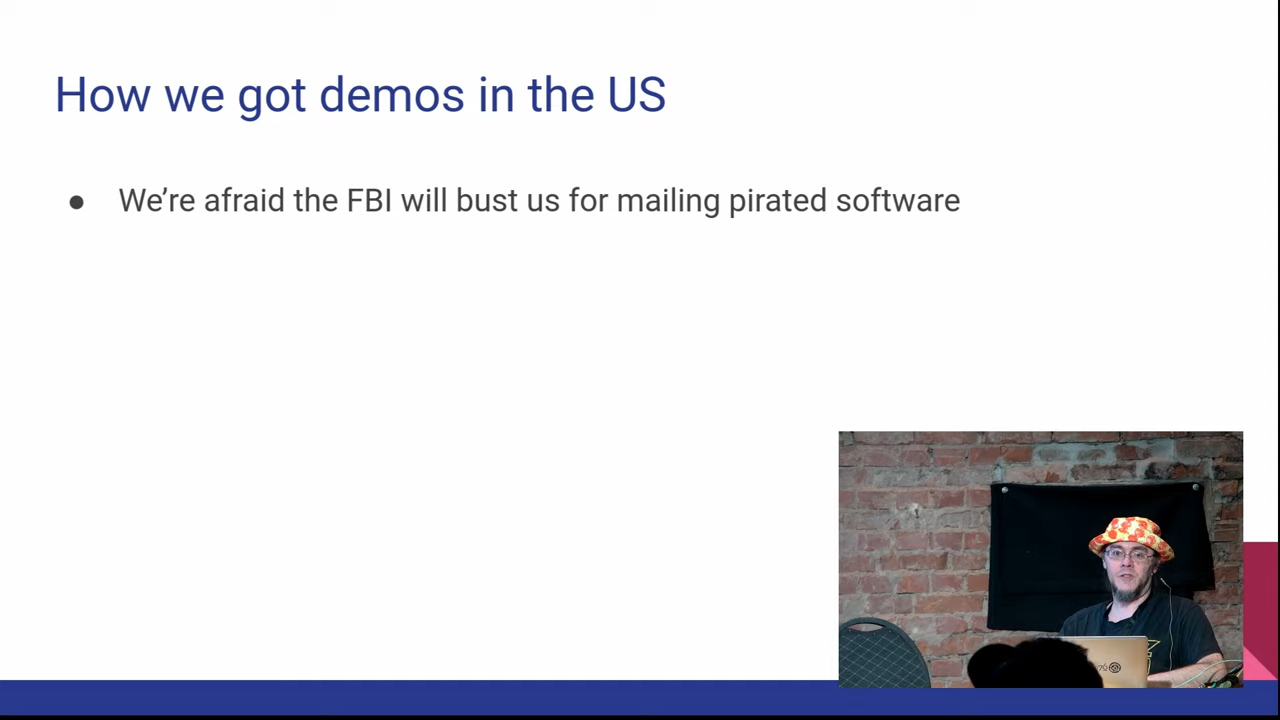 How we got demos in the US
● We’re afraid the FBI will bust us for mailing pirated software